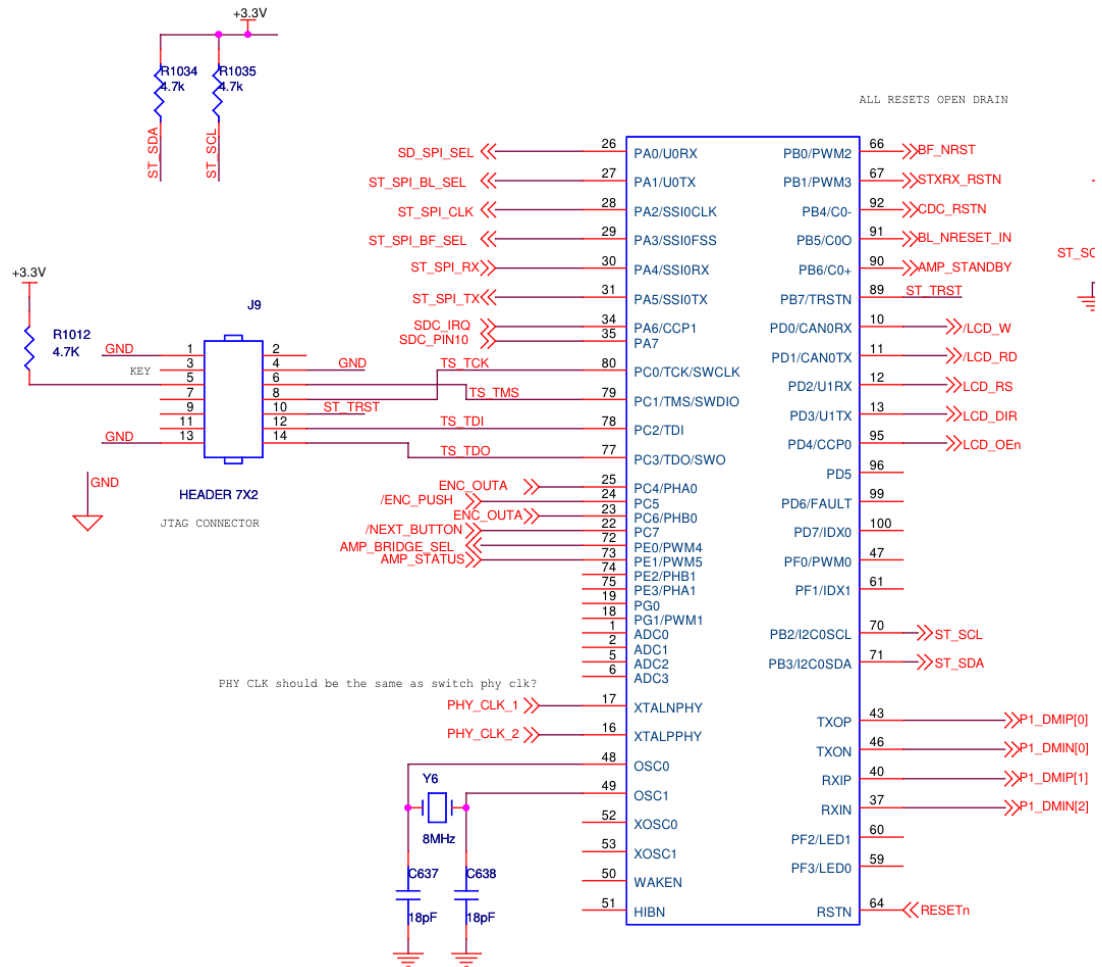 +3.3V
R1034
4.7k
R1035
4.7k
ST_SDA
ST_SCL
ALL RESETS OPEN DRAIN
+3.3V
R1012
4.7K
J9
GND
1
2
3
4
5
6
7
8
9
10
11
12
13
14
KEY
GND
GND
ST_TRST
TS_TCK
TS_TMS
TS_TDI
TS_TDO
GND
HEADER 7X2
JTAG CONNECTOR
SD_SPI_SEL 26 PA0/U0RX
ST_SPI_BL_SEL 27 PA1/U0TX
ST_SPI_CLK 28 PA2/SSI0CLK
ST_SPI_BF_SEL 29 PA3/SSI0FSS
ST_SPI_RX 30 PA4/SSI0RX
ST_SPI_TX 31 PA5/SSI0TX
SDC_IRQ 34 PA6/CCP1
SDC_PIN10 35 PA7
80 PC0/TCK/SWCLK
79 PC1/TMS/SWDIO
78 PC2/TDI
77 PC3/TDO/SWO
ENC_OUTA 25 PC4/PHA0
/ENC_PUSH 24 PC5
ENC_OUTA 23 PC6/PHB0
/NEXT_BUTTON 22 PC7
AMP_BRIDGE_SEL 72 PE0/PWM4
AMP_STATUS 73 PE1/PWM5
74 PE2/PHB1
75 PE3/PHA1
19 PG0
18 PG1/PWM1
1 ADC0
2 ADC1
5 ADC2
6 ADC3
PHY CLK should be the same as switch phy clk?
PHY_CLK_1 17 XTALNPHY
PHY_CLK_2 16 XTALPPHY
48 OSC0
49 OSC1
52 XOSC0
53 XOSC1
50 WAKEN
51 HIBN
Y6
8MHz
C637
18pF
C638
18pF
PB0/PWM2 66 BF_NRST
PB1/PWM3 67 STXRX_RSTN
PB4/C0- 92 CDC_RSTN
PB5/C0O 91 BL_NRESET_IN
PB6/C0+ 90 AMP_STANDBY
PB7/TRSTN 89 ST_TRST
PD0/CAN0RX 10 /LCD_W
PD1/CAN0TX 11 /LCD_RD
PD2/U1RX 12 LCD_RS
PD3/U1TX 13 LCD_DIR
PD4/CCP0 95 LCD_OEn
PD5 96
PD6/FAULT 99
PD7/IDX0 100
PF0/PWM0 47
PF1/IDX1 61
PB2/I2C0SCL 70 ST_SCL
PB3/I2C0SDA 71 ST_SDA
TXOP 43 P1_DMIP[0]
TXON 46 P1_DMIN[0]
RXIP 40 P1_DMIP[1]
RXIN 37 P1_DMIN[2]
PF2/LED1 60
PF3/LED0 59
RSTN 64 RESETn